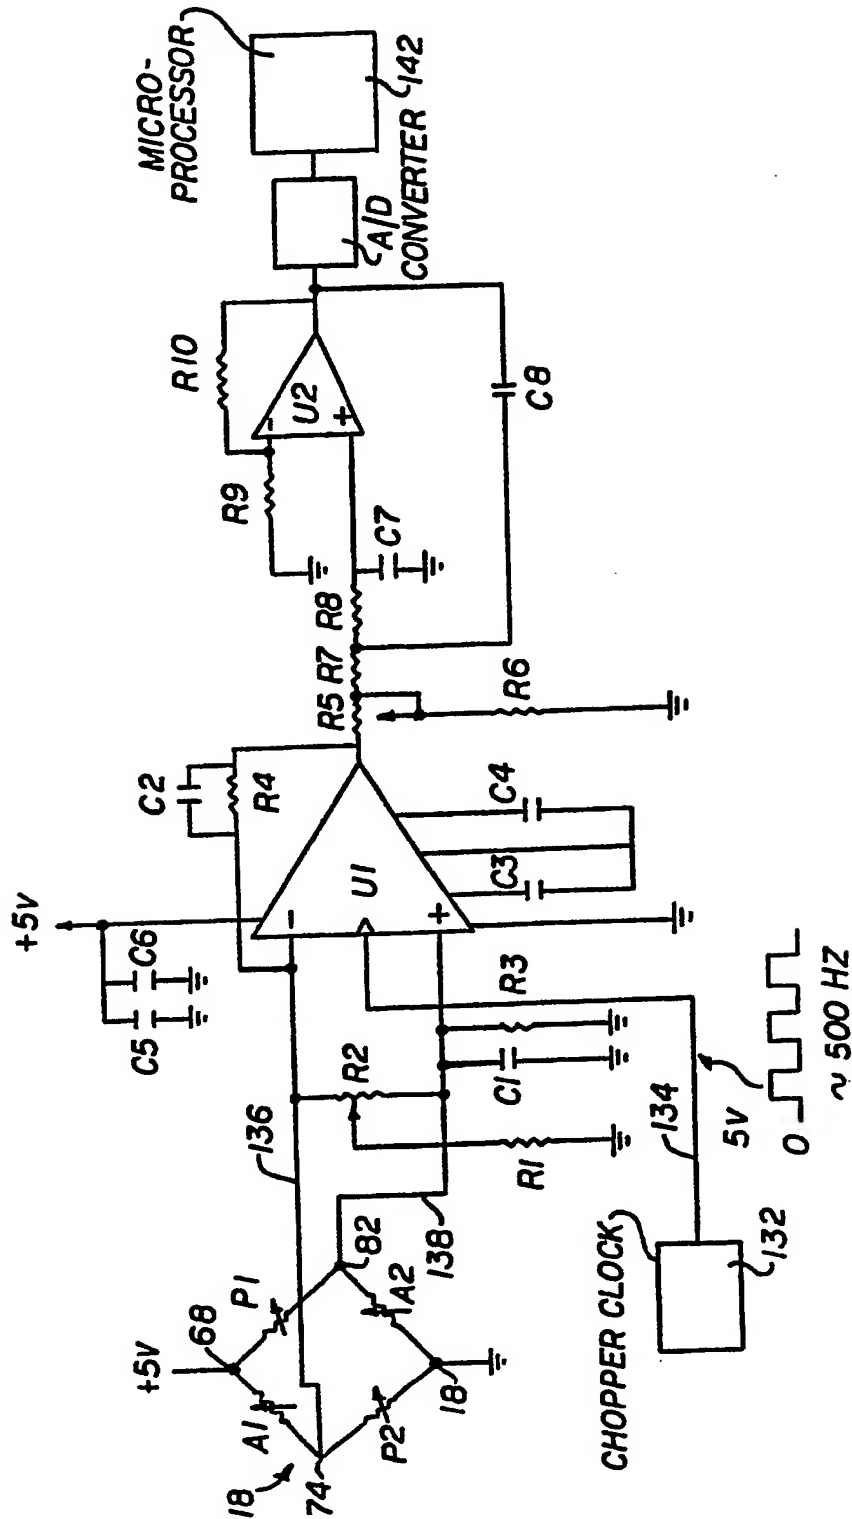 +5V
68
A1
P1
18
74
82
P2
A2
18
136
138
R2
R1
C1
R3
CHOPPER CLOCK
132
134
5V
0
~ 500 HZ
+5V
C5
C6
U1
-
+
C2
R4
C3
C4
R5
R7
R8
R6
C7
R9
R10
U2
-
+
C8
A/D
CONVERTER
MICRO-
PROCESSOR
142